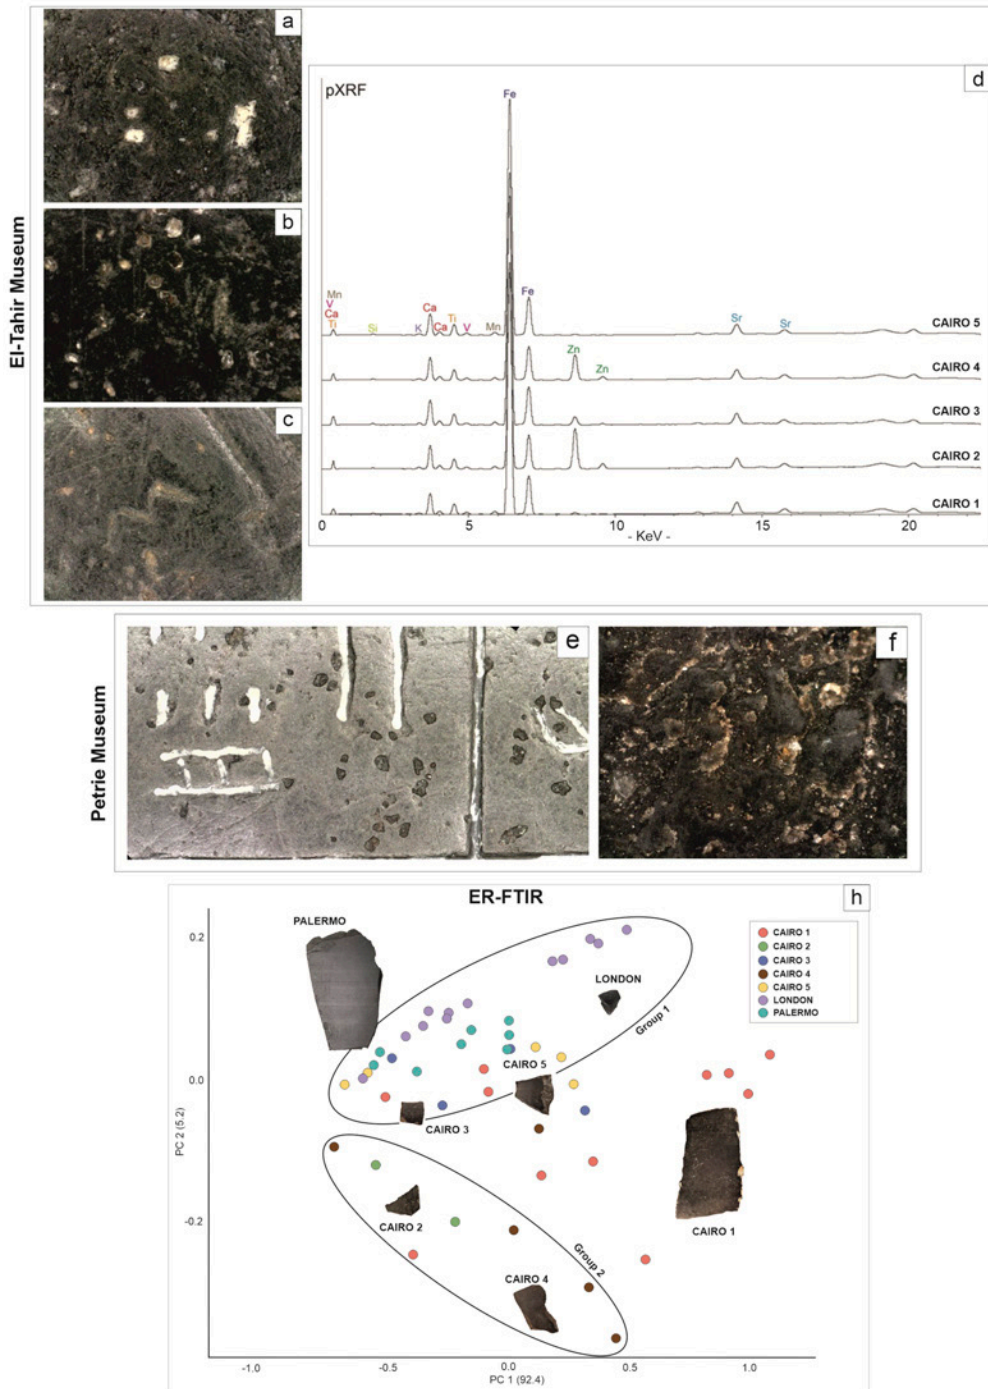 El-Tahir Museum
a
b
c
d
pXRF
Fe
Mn
V
Ca
Ti
Si
K
Ca
Ca
Ti
V
Mn
Fe
Sr
Sr
CAIRO 5
Zn
Zn
CAIRO 4
CAIRO 3
CAIRO 2
CAIRO 1
0
5
10
15
20
- KeV -
Petrie Museum
e
f
ER-FTIR
h
PALERMO
LONDON
Group 1
CAIRO 5
CAIRO 3
CAIRO 2
CAIRO 4
Group 2
CAIRO 1
CAIRO 1
CAIRO 2
CAIRO 3
CAIRO 4
CAIRO 5
LONDON
PALERMO
0.2
0.0
-0.2
PC 2 (5.2)
-1.0
-0.5
0.0
0.5
1.0
PC 1 (92.4)